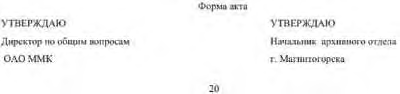 Форма акта
УТВЕРЖДАЮ УТВЕРЖДАЮ
Директор по общим вопросам Начальник архивного отдела
ОАО ММК г. Магнитогорска
20